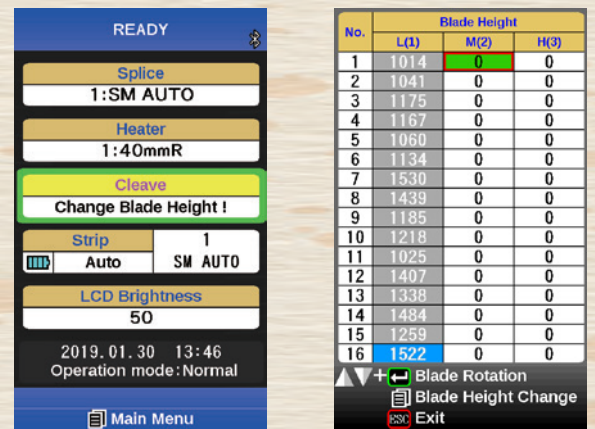 READY
Splice
1:SM AUTO
Heater
1:40mmR
Cleave
Change Blade Height !
Strip 1
Auto SM AUTO
LCD Brightness
50
2019.01.30 13:46
Operation mode:Normal
Main Menu
No. Blade Height
L(1) M(2) H(3)
1 1014 0 0
2 1041 0 0
3 1175 0 0
4 1167 0 0
5 1060 0 0
6 1134 0 0
7 1530 0 0
8 1439 0 0
9 1185 0 0
10 1218 0 0
11 1025 0 0
12 1407 0 0
13 1338 0 0
14 1484 0 0
15 1259 0 0
16 1522 0 0
+ Blade Rotation
Blade Height Change
ESC Exit